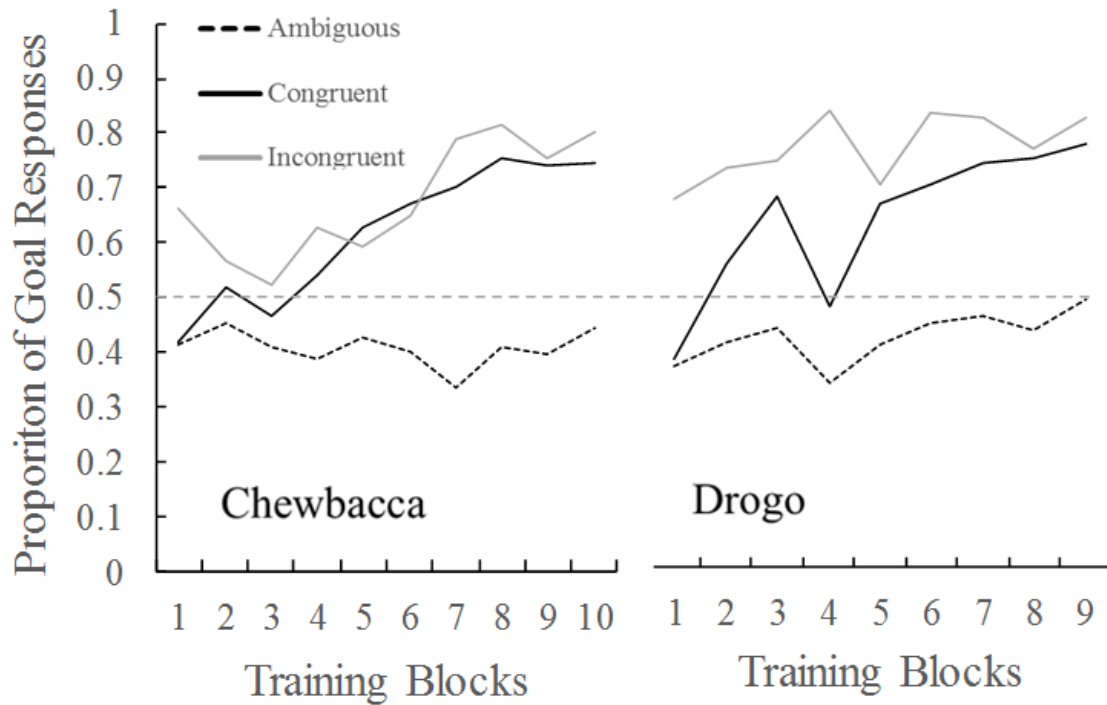 Proporiton of Goal Responses
1
0.9
0.8
0.7
0.6
0.5
0.4
0.3
0.2
0.1
0
Ambiguous
Congruent
Incongruent
Chewbacca
1 2 3 4 5 6 7 8 9 10
Training Blocks
Drogo
1 2 3 4 5 6 7 8 9
Training Blocks